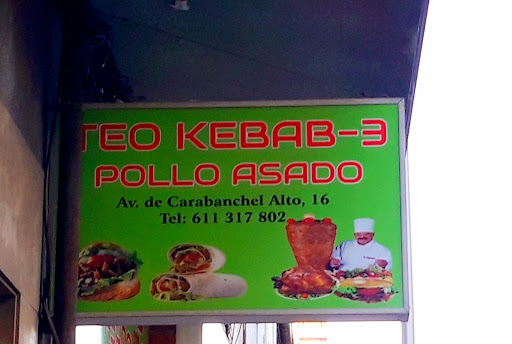 TEO KEBAB-3
POLLO ASADO
Av. de Carabanchel Alto, 16
Tel: 611 317 802